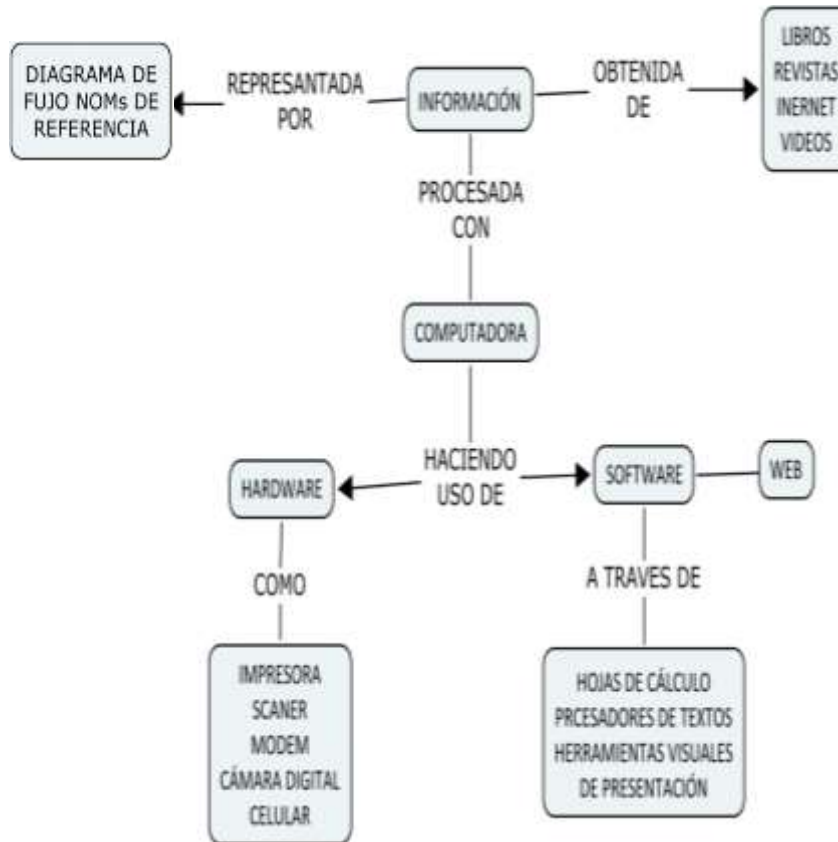 DIAGRAMA DE
FUJO NOMs DE
REFERENCIA
REPRESANTADA
POR
INFORMACIÓN
OBTENIDA
DE
LIBROS
REVISTAS
INERNET
VIDEOS
PROCESADA
CON
COMPUTADORA
HACIENDO
USO DE
HARDWARE
SOFTWARE
WEB
COMO
A TRAVES DE
IMPRESORA
SCANER
MODEM
CÁMARA DIGITAL
CELULAR
HOJAS DE CÁLCULO
PRCESADORES DE TEXTOS
HERRAMIENTAS VISUALES
DE PRESENTACIÓN